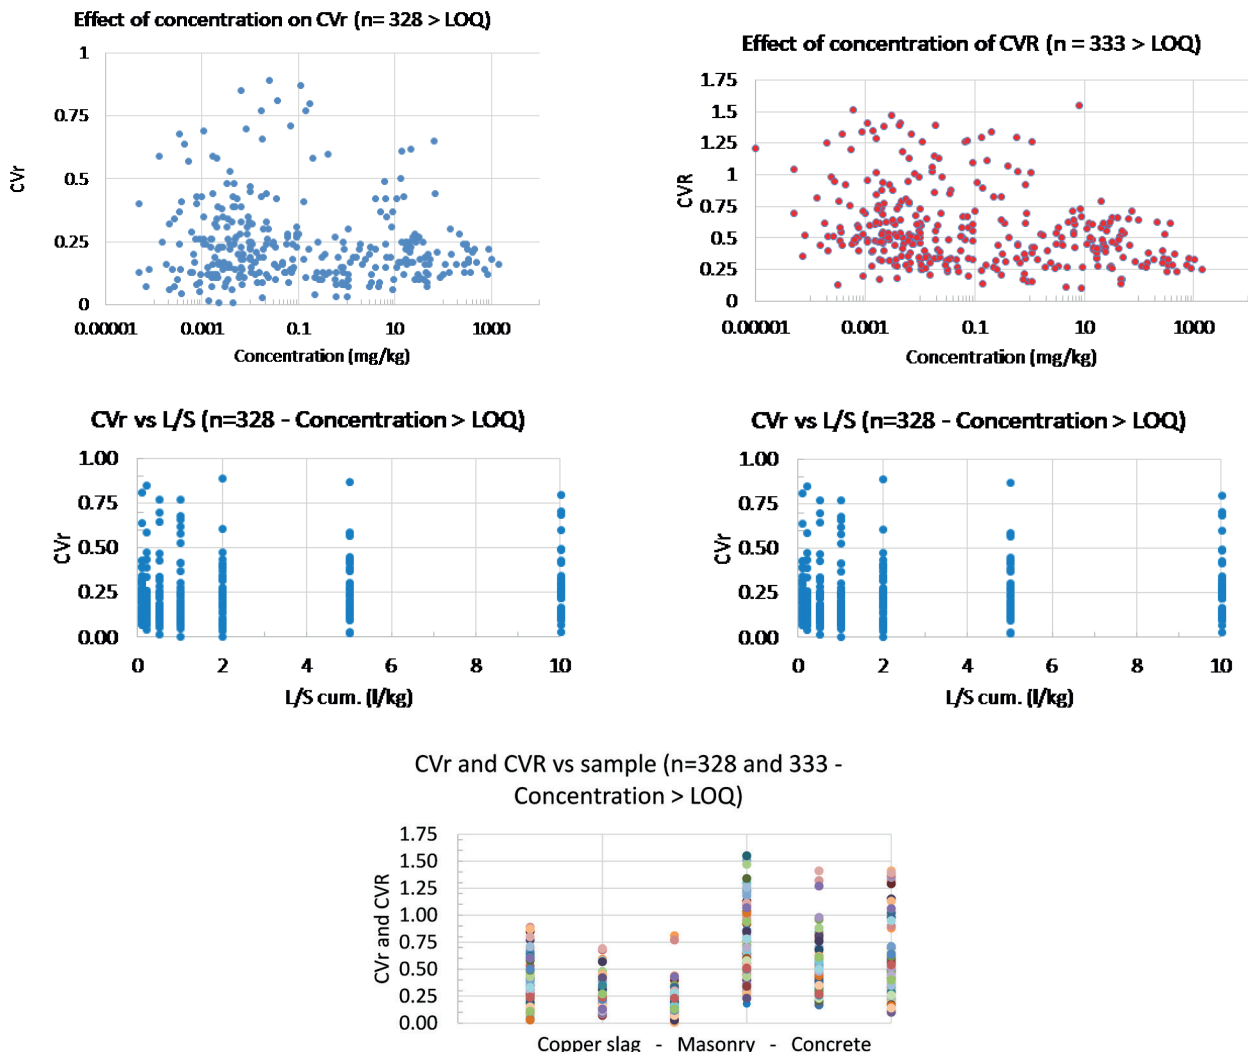 Effect of concentration on CVr (n= 328 > LOQ)
1
0.75
0.5
0.25
0
CVr
0.00001 0.001 0.1 10 1000
Concentration (mg/kg)
Effect of concentration of CVR (n = 333 > LOQ)
1.75
1.5
1.25
1
0.75
0.5
0.25
0
CVR
0.00001 0.001 0.1 10 1000
Concentration (mg/kg)
CVr vs L/S (n=328 - Concentration > LOQ)
1.00
0.75
0.50
0.25
0.00
CVr
0 2 4 6 8 10
L/S cum. (l/kg)
CVr vs L/S (n=328 - Concentration > LOQ)
1.00
0.75
0.50
0.25
0.00
CVr
0 2 4 6 8 10
L/S cum. (l/kg)
CVr and CVR vs sample (n=328 and 333 -
Concentration > LOQ)
1.75
1.50
1.25
1.00
0.75
0.50
0.25
0.00
CVr and CVR
Copper slag - Masonry - Concrete